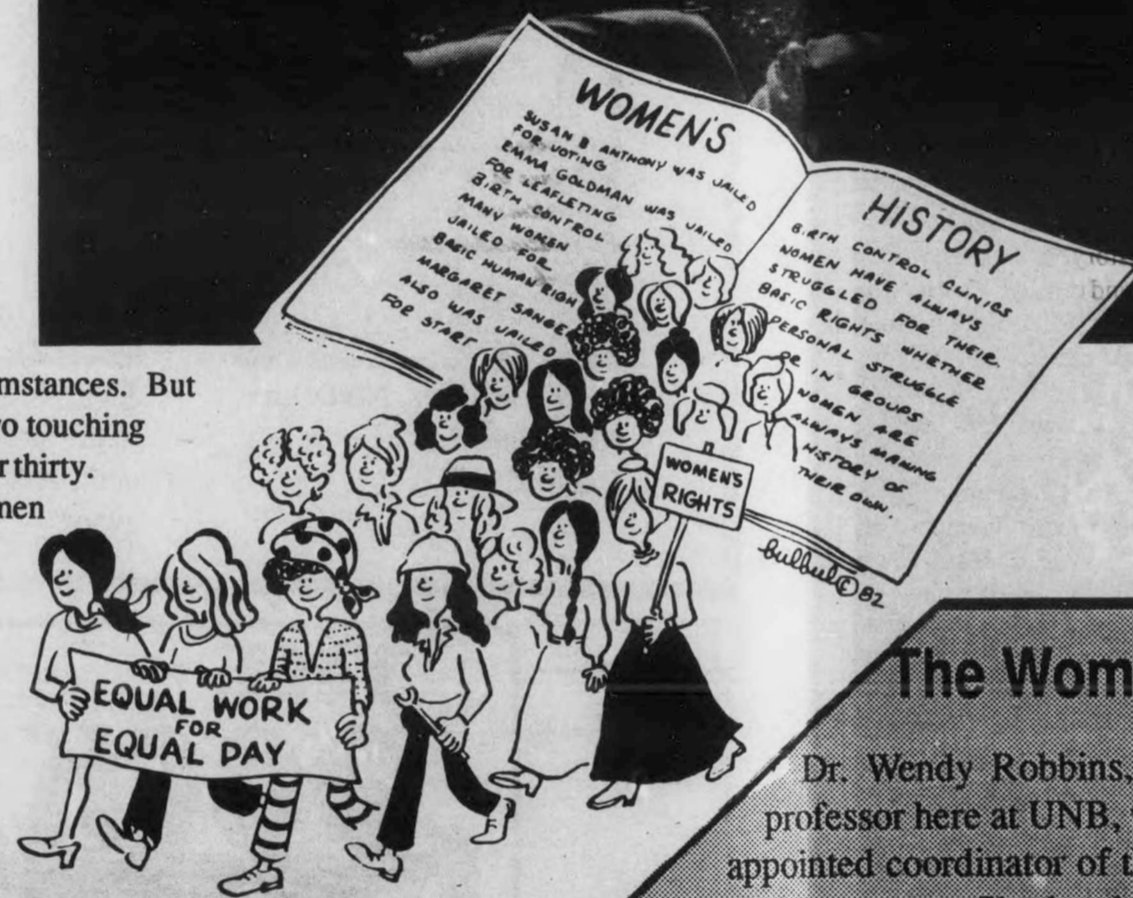 WOMEN'S
SUSAN B ANTHONY WAS JAILED
FOR VOTING
EMMA GOLDMAN WAS JAILED
FOR LEAFLETING
BIRTH CONTROL
MANY WOMEN
JAILED FOR
BASIC HUMAN RIGH
MARGARET SANGE
ALSO WAS JAILED
FOR START
HISTORY
BIRTH CONTROL CLINICS
WOMEN HAVE ALWAYS
STRUGGLED FOR THEIR
BASIC RIGHTS WHETHER
PERSONAL STRUGGLE
OR IN GROUPS
WOMEN ARE
ALWAYS MAKING
HISTORY OF
THEIR OWN.
WOMEN'S
RIGHTS
bulbul © 82
mstances. But
o touching
r thirty.
men
EQUAL WORK
FOR
EQUAL DAY
The Wom
Dr. Wendy Robbins,
professor here at UNB,
appointed coordinator of t